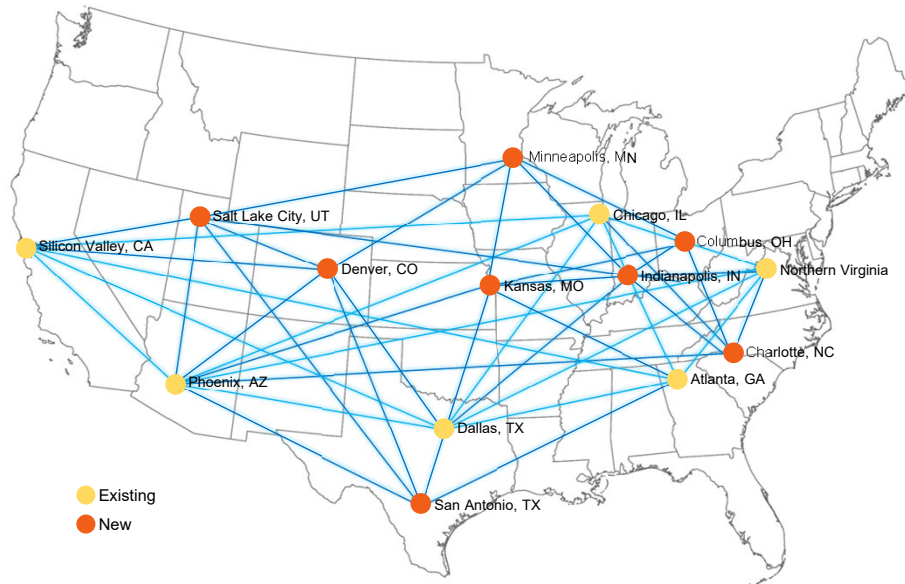 Minneapolis, MN
Salt Lake City, UT
Chicago, IL
Silicon Valley, CA
Columbus, OH
Denver, CO
Indianapolis, IN
Northern Virginia
Kansas, MO
Charlotte, NC
Phoenix, AZ
Atlanta, GA
Dallas, TX
San Antonio, TX
Existing
New